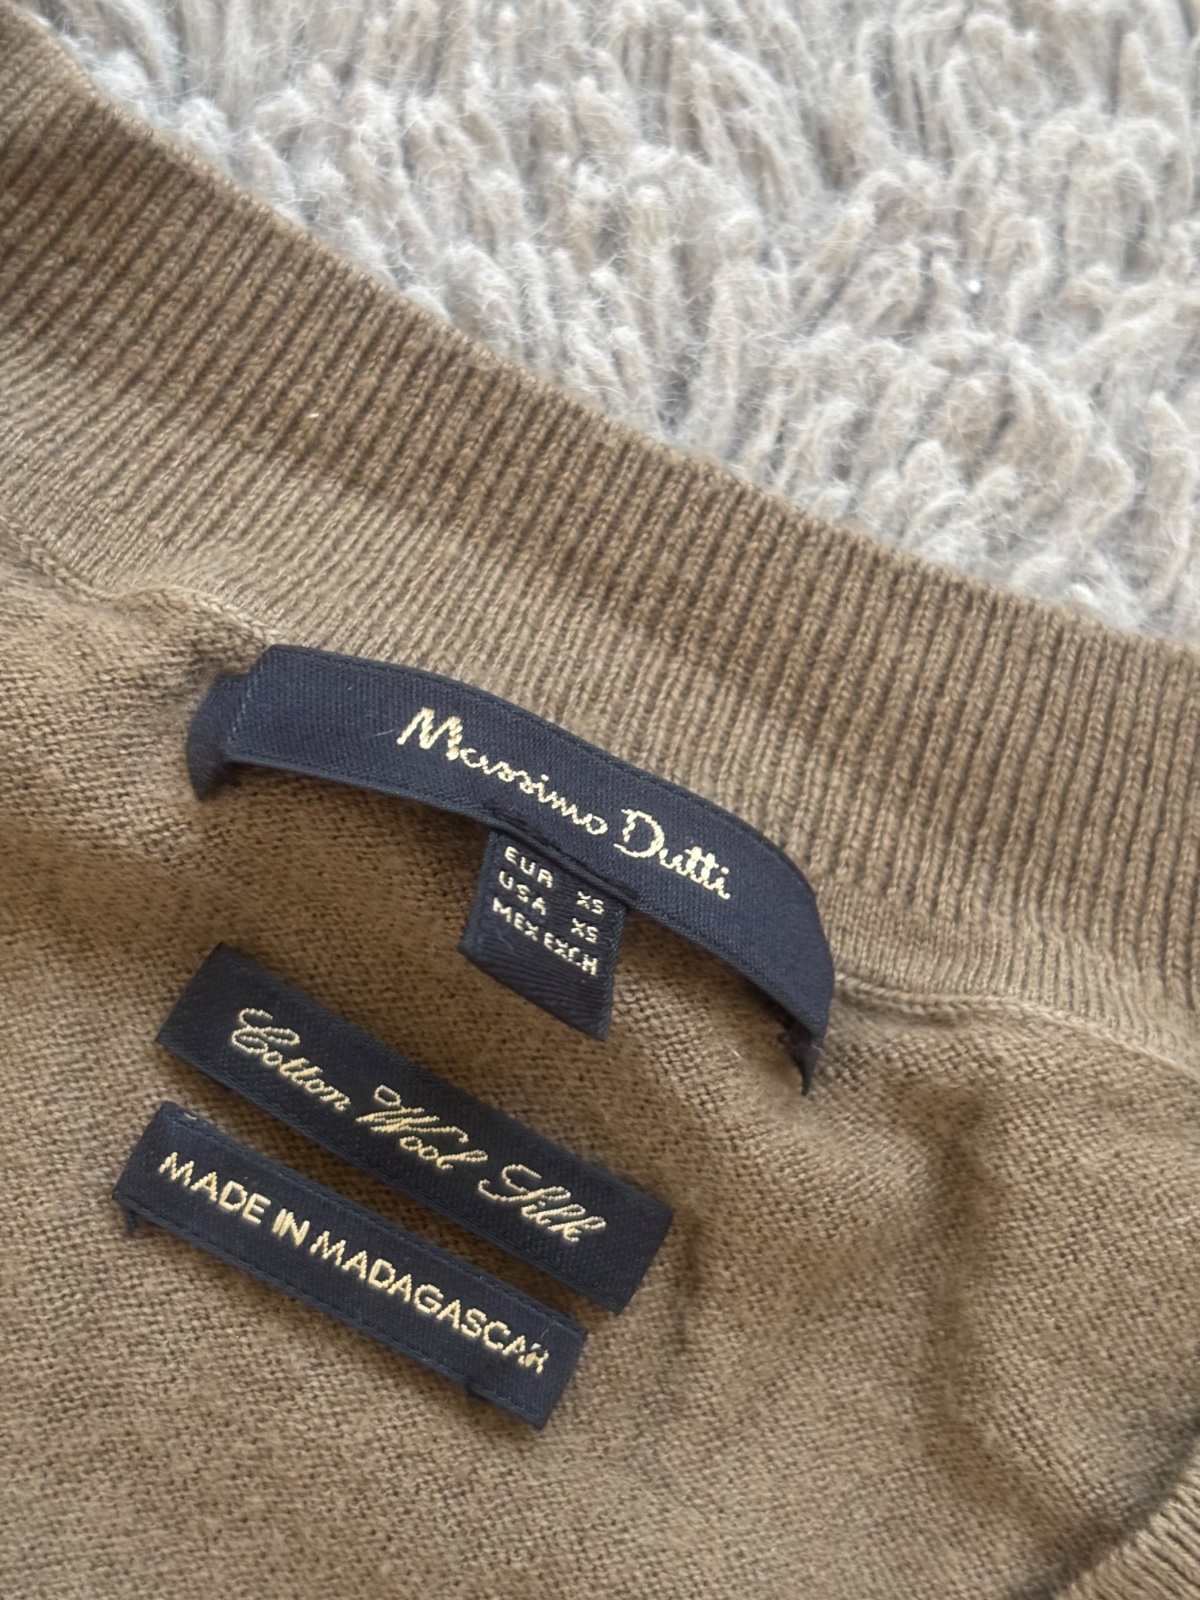 Massimo Dutti
EUR XS
USA XS
MEX EXCH
Cotton Wool Silk
MADE IN MADAGASCAR